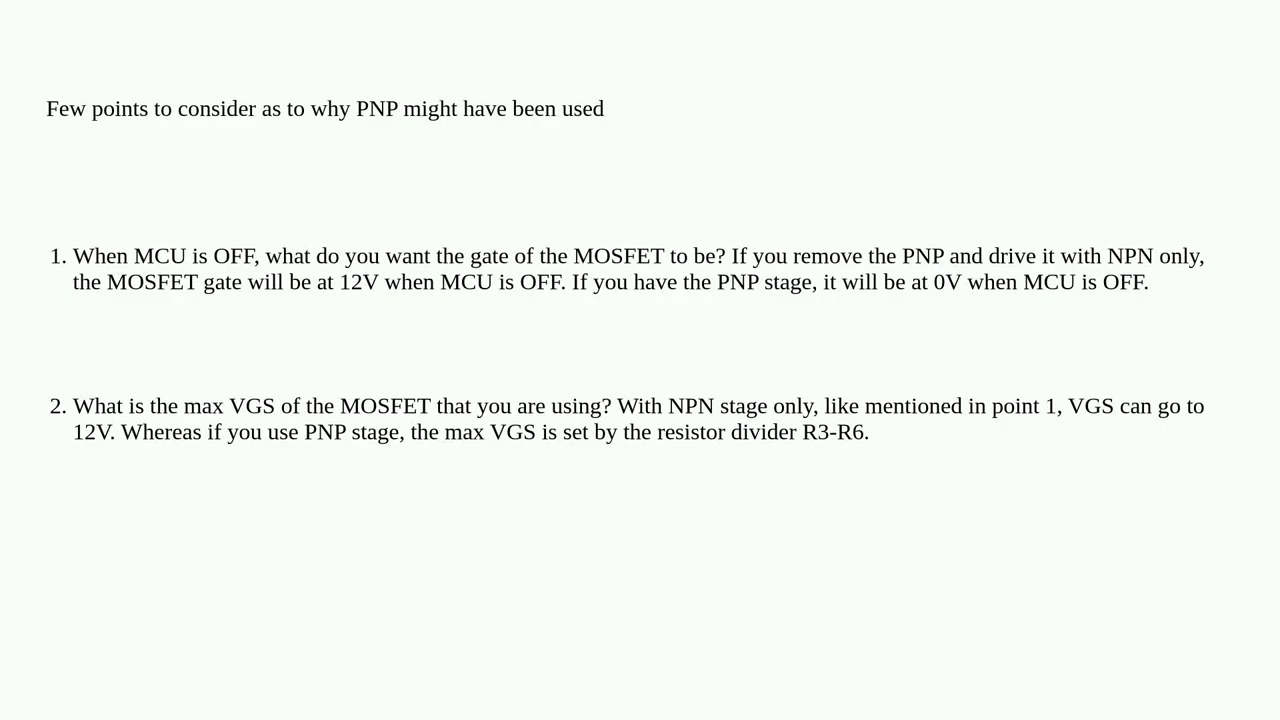 Few points to consider as to why PNP might have been used
1. When MCU is OFF, what do you want the gate of the MOSFET to be? If you remove the PNP and drive it with NPN only,
the MOSFET gate will be at 12V when MCU is OFF. If you have the PNP stage, it will be at 0V when MCU is OFF.
2. What is the max VGS of the MOSFET that you are using? With NPN stage only, like mentioned in point 1, VGS can go to
12V. Whereas if you use PNP stage, the max VGS is set by the resistor divider R3-R6.